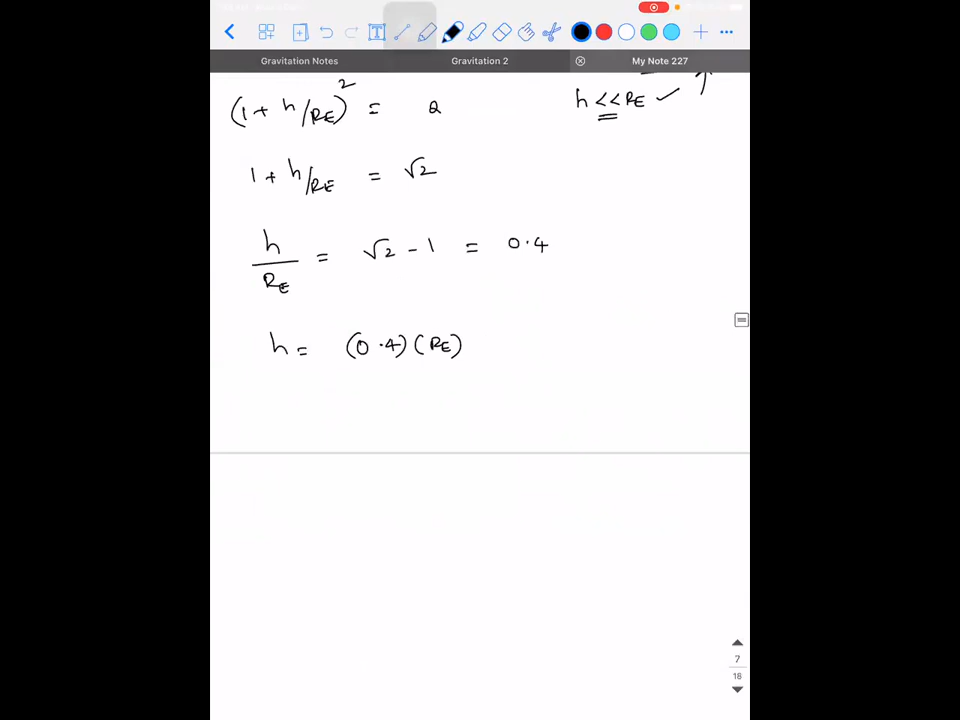 Gravitation Notes
Gravitation 2
My Note 227
(1 + h/RE)² = 2
h << RE ✓ ↑
1 + h/RE = √2
h/RE = √2 - 1 = 0.4
h = (0.4)(RE)
7
18